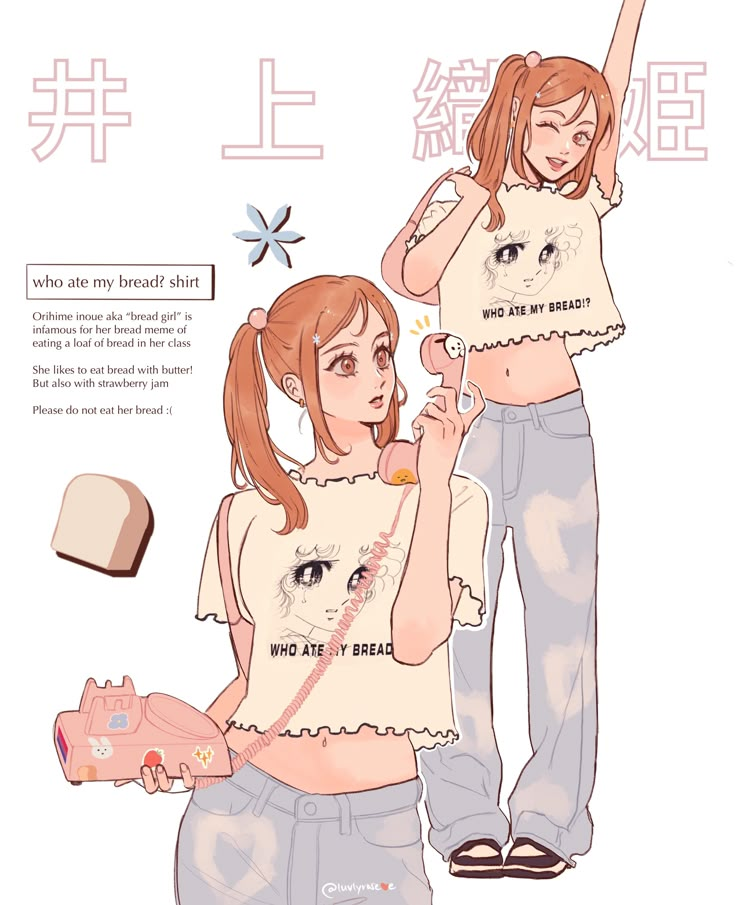 井上織姫
who ate my bread? shirt
Orihime inoue aka “bread girl” is
infamous for her bread meme of
eating a loaf of bread in her class
She likes to eat bread with butter!
But also with strawberry jam
Please do not eat her bread :(
WHO ATE MY BREAD!?
WHO ATE MY BREAD
@luvlyrose❤e